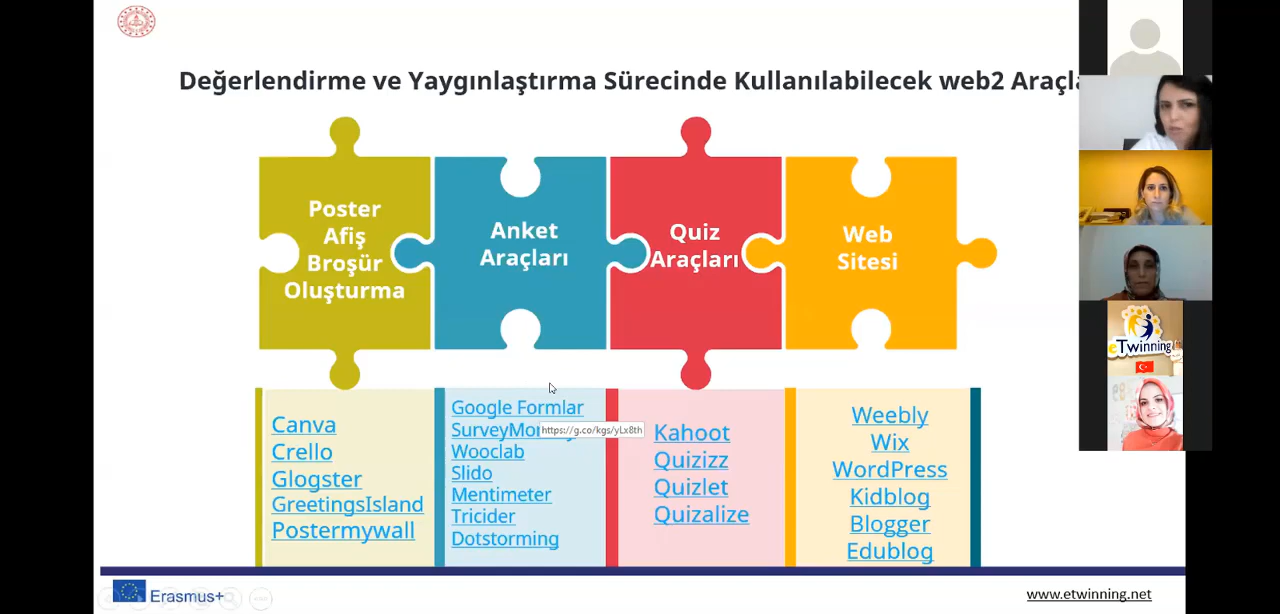 Değerlendirme ve Yaygınlaştırma Sürecinde Kullanılabilecek web2
Poster
Afiş
Broşür
Oluşturma
Anket
Araçları
Quiz
Araçları
Web
Sitesi
Canva
Crello
Glogster
GreetingsIsland
Postermywall
Google Formlar
https://g.co/kgs/yLx8th
Wooclab
Slido
Mentimeter
Tricider
Dotstorming
Kahoot
Quizizz
Quizlet
Quizalize
Weebly
Wix
WordPress
Kidblog
Blogger
Edublog
eTwinning
Erasmus+
www.etwinning.net